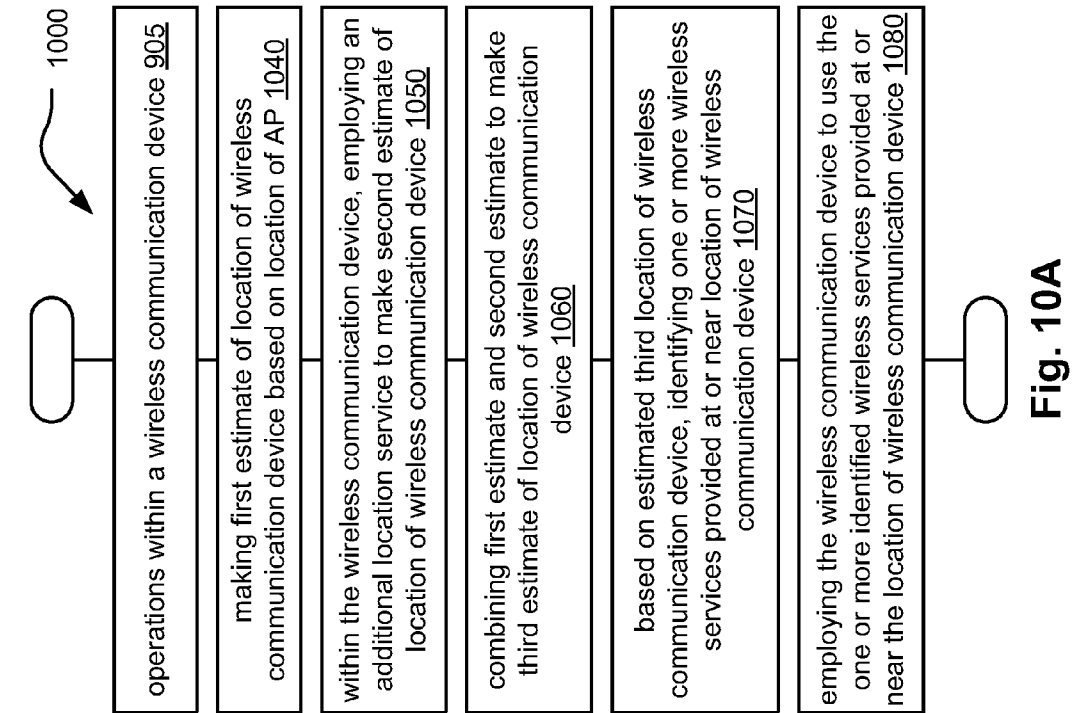 1000
operations within a wireless communication device 905
making first estimate of location of wireless
communication device based on location of AP 1040
within the wireless communication device, employing an
additional location service to make second estimate of
location of wireless communication device 1050
combining first estimate and second estimate to make
third estimate of location of wireless communication
device 1060
based on estimated third location of wireless
communication device, identifying one or more wireless
services provided at or near location of wireless
communication device 1070
employing the wireless communication device to use the
one or more identified wireless services provided at or
near the location of wireless communication device 1080
Fig. 10A